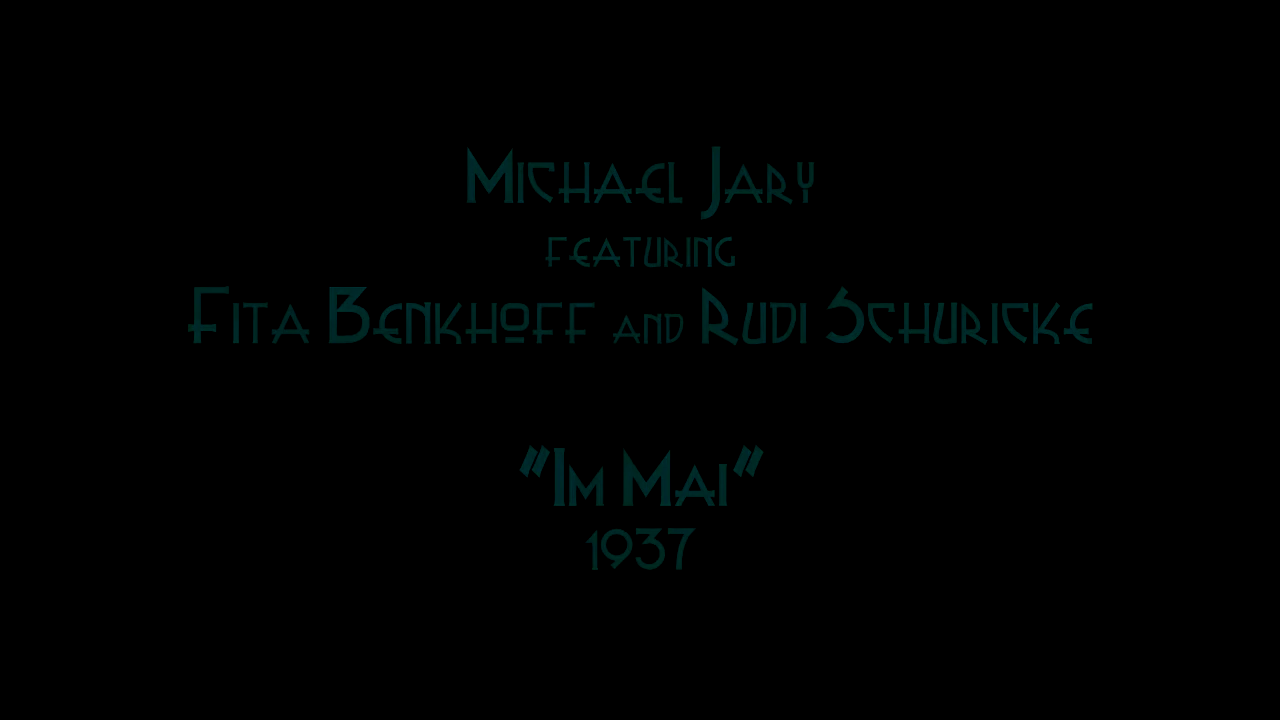 Michael Jary
featuring
Fita Benkhoff and Rudi Schuricke
"Im Mai"
1937